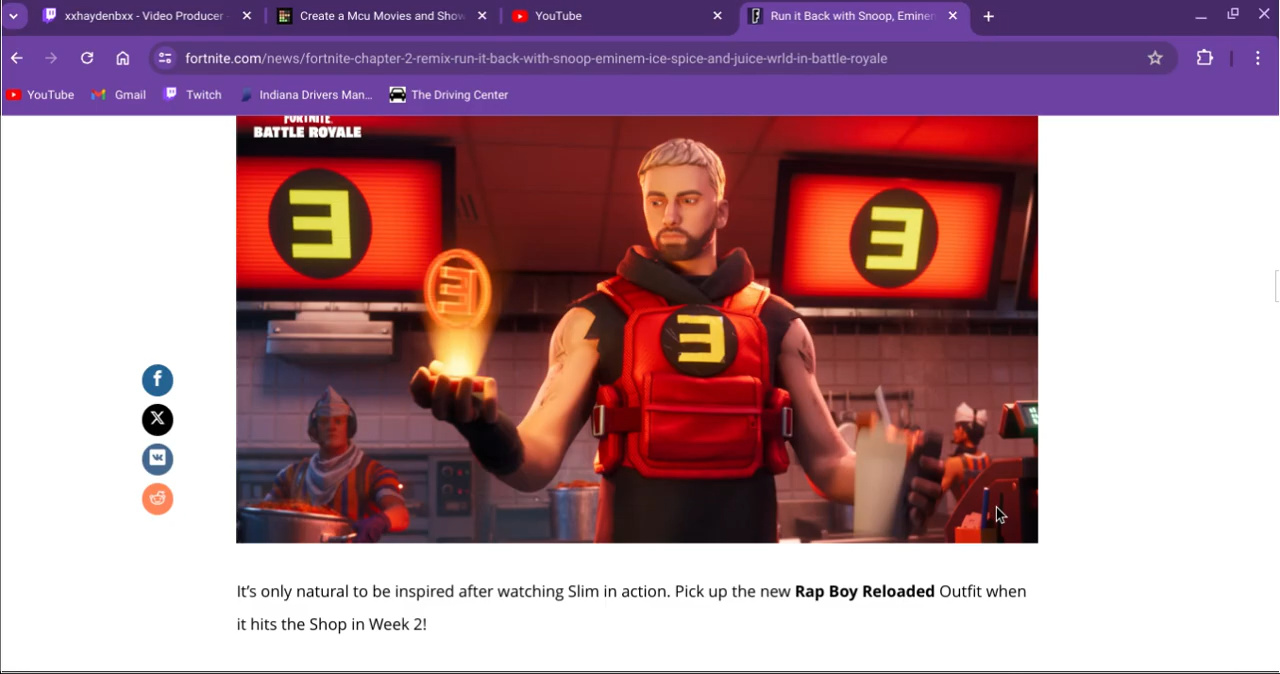 xxhaydenbxx - Video Producer -
Create a Mcu Movies and Show
YouTube
Run it Back with Snoop, Eminem
fortnite.com/news/fortnite-chapter-2-remix-run-it-back-with-snoop-eminem-ice-spice-and-juice-wrld-in-battle-royale
YouTube
Gmail
Twitch
Indiana Drivers Man...
The Driving Center
FORTNITE
BATTLE ROYALE
Ǝ
Ǝ
Ǝ
Ǝ
It's only natural to be inspired after watching Slim in action. Pick up the new Rap Boy Reloaded Outfit when
it hits the Shop in Week 2!